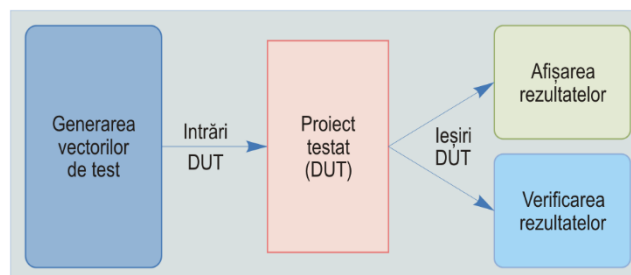 Generarea
vectorilor
de test
Intrări
DUT
Proiect
testat
(DUT)
Ieșiri
DUT
Afișarea
rezultatelor
Verificarea
rezultatelor